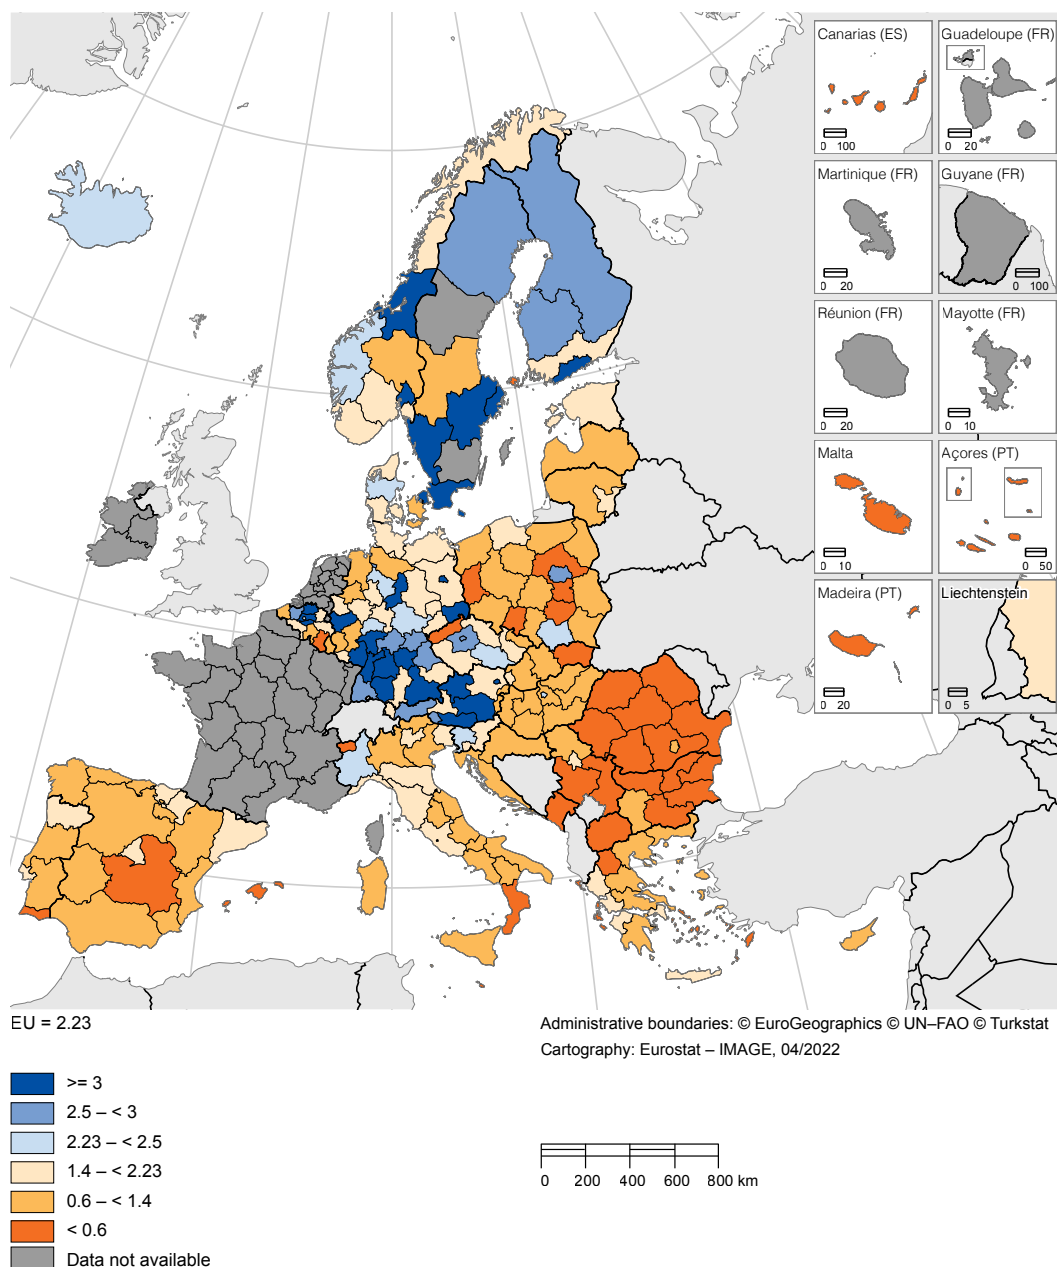 Canarias (ES)
0 100
Guadeloupe (FR)
0 20
Martinique (FR)
0 20
Guyane (FR)
0 100
Réunion (FR)
0 20
Mayotte (FR)
0 10
Malta
0 10
Açores (PT)
0 50
Madeira (PT)
0 20
Liechtenstein
0 5
EU = 2.23
Administrative boundaries: © EuroGeographics © UN–FAO © Turkstat
Cartography: Eurostat – IMAGE, 04/2022
>= 3
2.5 – < 3
2.23 – < 2.5
1.4 – < 2.23
0.6 – < 1.4
< 0.6
Data not available
0 200 400 600 800 km